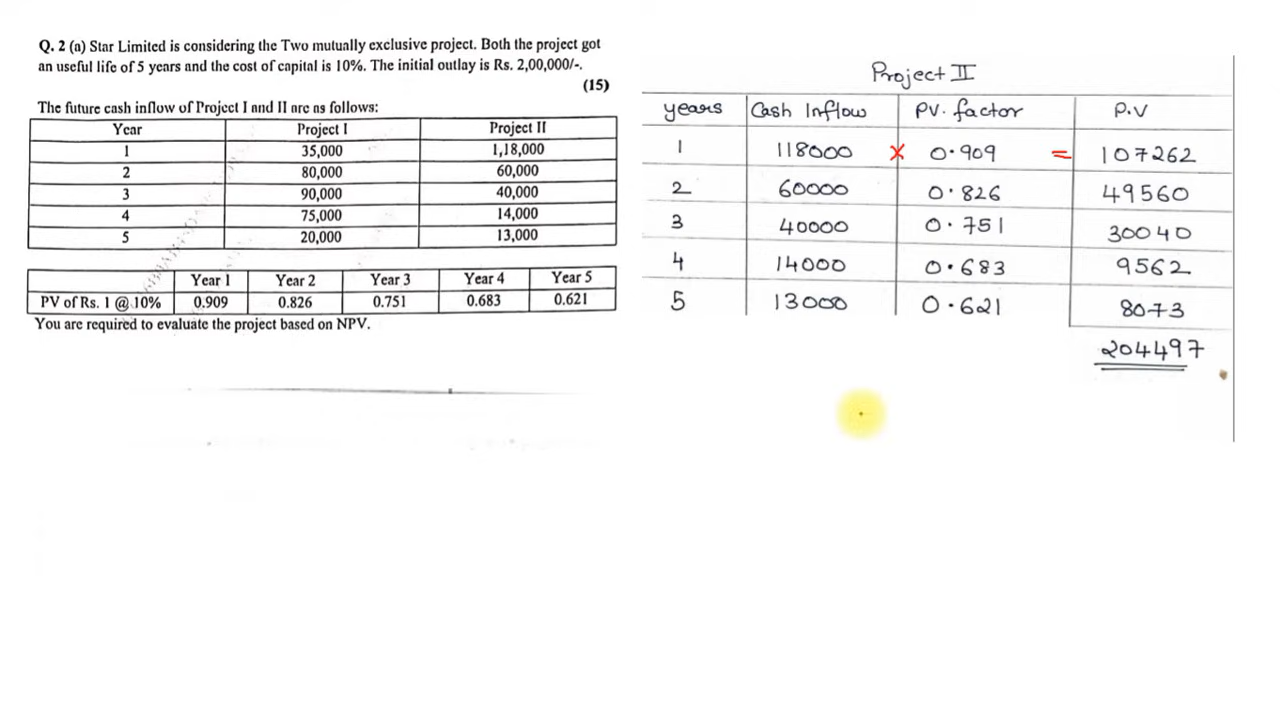 Q. 2 (a) Star Limited is considering the Two mutually exclusive project. Both the project got
an useful life of 5 years and the cost of capital is 10%. The initial outlay is Rs. 2,00,000/-.
(15)
The future cash inflow of Project I and II are as follows:
Year Project I Project II
1 35,000 1,18,000
2 80,000 60,000
3 90,000 40,000
4 75,000 14,000
5 20,000 13,000
Year 1 Year 2 Year 3 Year 4 Year 5
PV of Rs. 1 @ 10% 0.909 0.826 0.751 0.683 0.621
You are required to evaluate the project based on NPV.
Project II
years Cash Inflow PV. factor P.V
1 118000 × 0.909 = 107262
2 60000 0.826 49560
3 40000 0.751 30040
4 14000 0.683 9562
5 13000 0.621 8073
204497